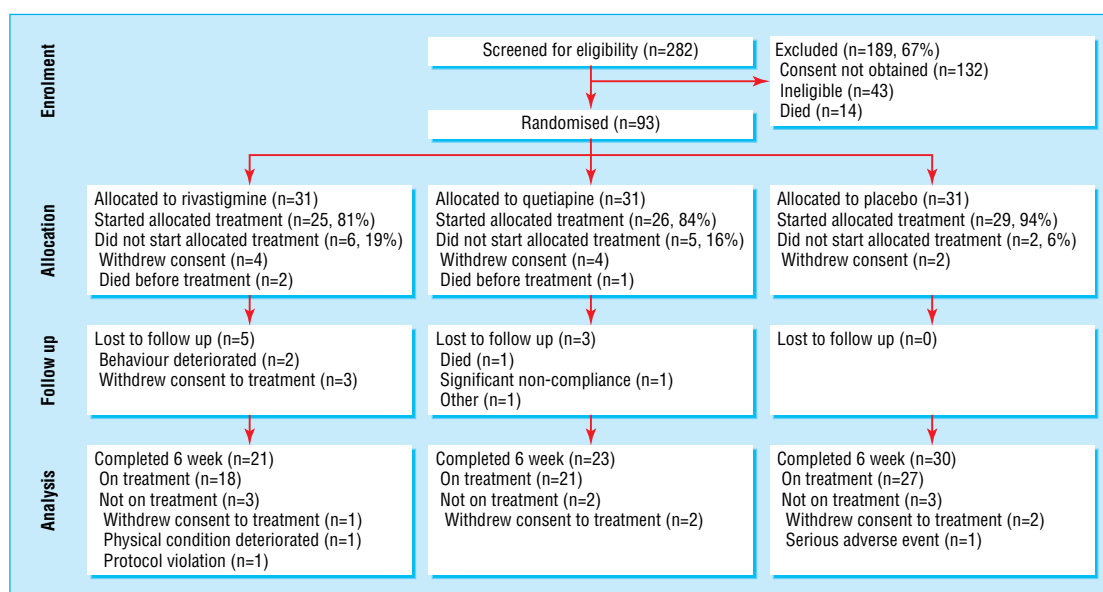 Enrolment
Screened for eligibility (n=282)
Excluded (n=189, 67%)
Consent not obtained (n=132)
Ineligible (n=43)
Died (n=14)
Randomised (n=93)
Allocation
Allocated to rivastigmine (n=31)
Started allocated treatment (n=25, 81%)
Did not start allocated treatment (n=6, 19%)
Withdrew consent (n=4)
Died before treatment (n=2)
Allocated to quetiapine (n=31)
Started allocated treatment (n=26, 84%)
Did not start allocated treatment (n=5, 16%)
Withdrew consent (n=4)
Died before treatment (n=1)
Allocated to placebo (n=31)
Started allocated treatment (n=29, 94%)
Did not start allocated treatment (n=2, 6%)
Withdrew consent (n=2)
Follow up
Lost to follow up (n=5)
Behaviour deteriorated (n=2)
Withdrew consent to treatment (n=3)
Lost to follow up (n=3)
Died (n=1)
Significant non-compliance (n=1)
Other (n=1)
Lost to follow up (n=0)
Analysis
Completed 6 week (n=21)
On treatment (n=18)
Not on treatment (n=3)
Withdrew consent to treatment (n=1)
Physical condition deteriorated (n=1)
Protocol violation (n=1)
Completed 6 week (n=23)
On treatment (n=21)
Not on treatment (n=2)
Withdrew consent to treatment (n=2)
Completed 6 week (n=30)
On treatment (n=27)
Not on treatment (n=3)
Withdrew consent to treatment (n=2)
Serious adverse event (n=1)